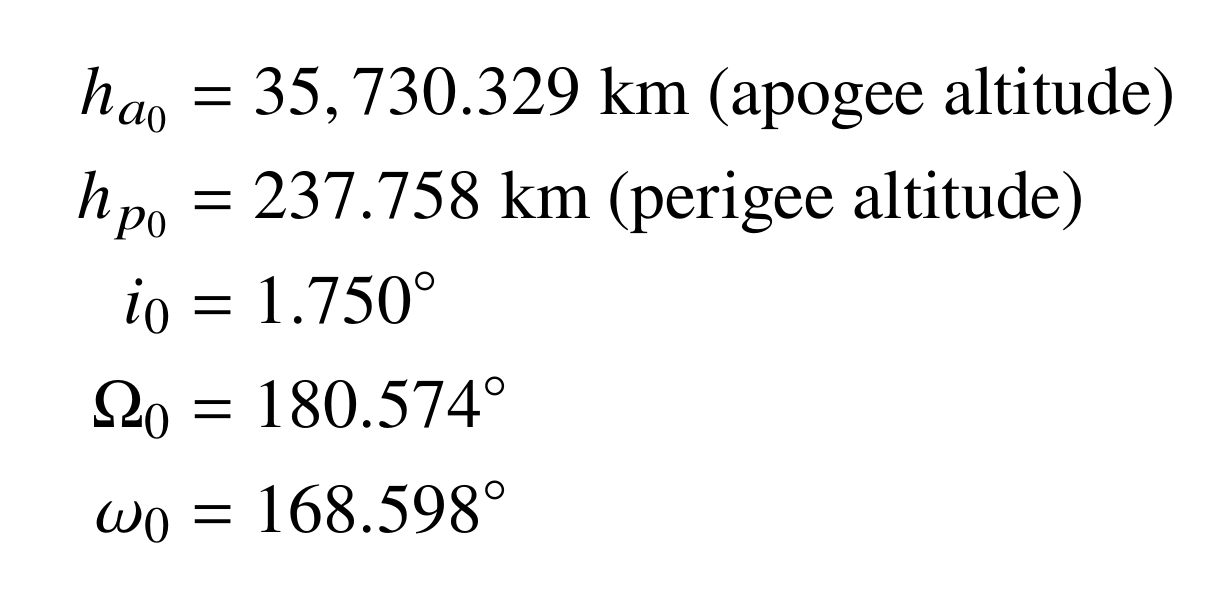 h_{a_0} = 35,730.329 km (apogee altitude)
h_{p_0} = 237.758 km (perigee altitude)
i_0 = 1.750°
Ω_0 = 180.574°
ω_0 = 168.598°